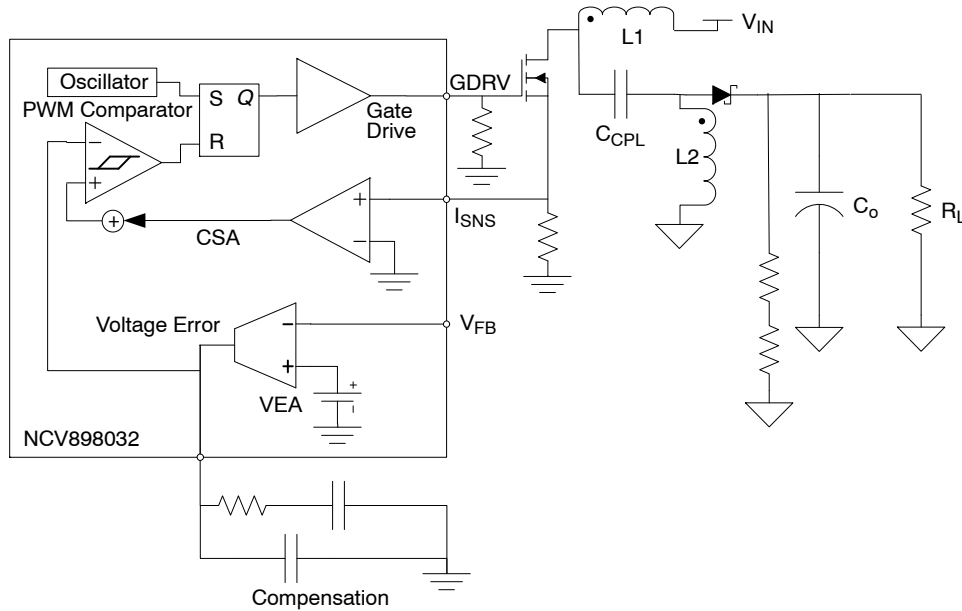 V_IN
L1
Oscillator
S Q
GDRV
PWM Comparator
Gate
Drive
−
R
C_CPL
L2
+
+
+
I_SNS
C_o
R_L
CSA
−
Voltage Error
−
V_FB
+
+
−
VEA
NCV898032
Compensation